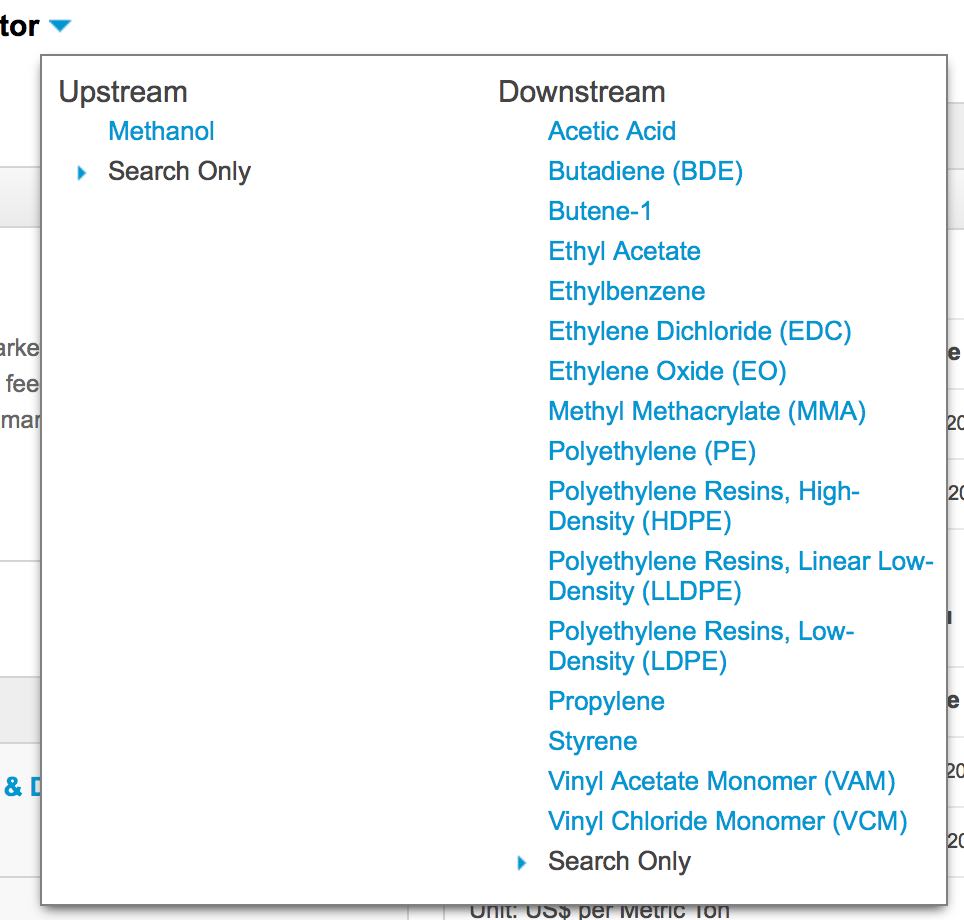 tor
Upstream
Methanol
Search Only
Downstream
Acetic Acid
Butadiene (BDE)
Butene-1
Ethyl Acetate
Ethylbenzene
Ethylene Dichloride (EDC)
Ethylene Oxide (EO)
Methyl Methacrylate (MMA)
Polyethylene (PE)
Polyethylene Resins, High-
Density (HDPE)
Polyethylene Resins, Linear Low-
Density (LLDPE)
Polyethylene Resins, Low-
Density (LDPE)
Propylene
Styrene
Vinyl Acetate Monomer (VAM)
Vinyl Chloride Monomer (VCM)
Search Only
arke
fee
mar
&
e
20
20
e
20
20
Unit: US$ per Metric Ton